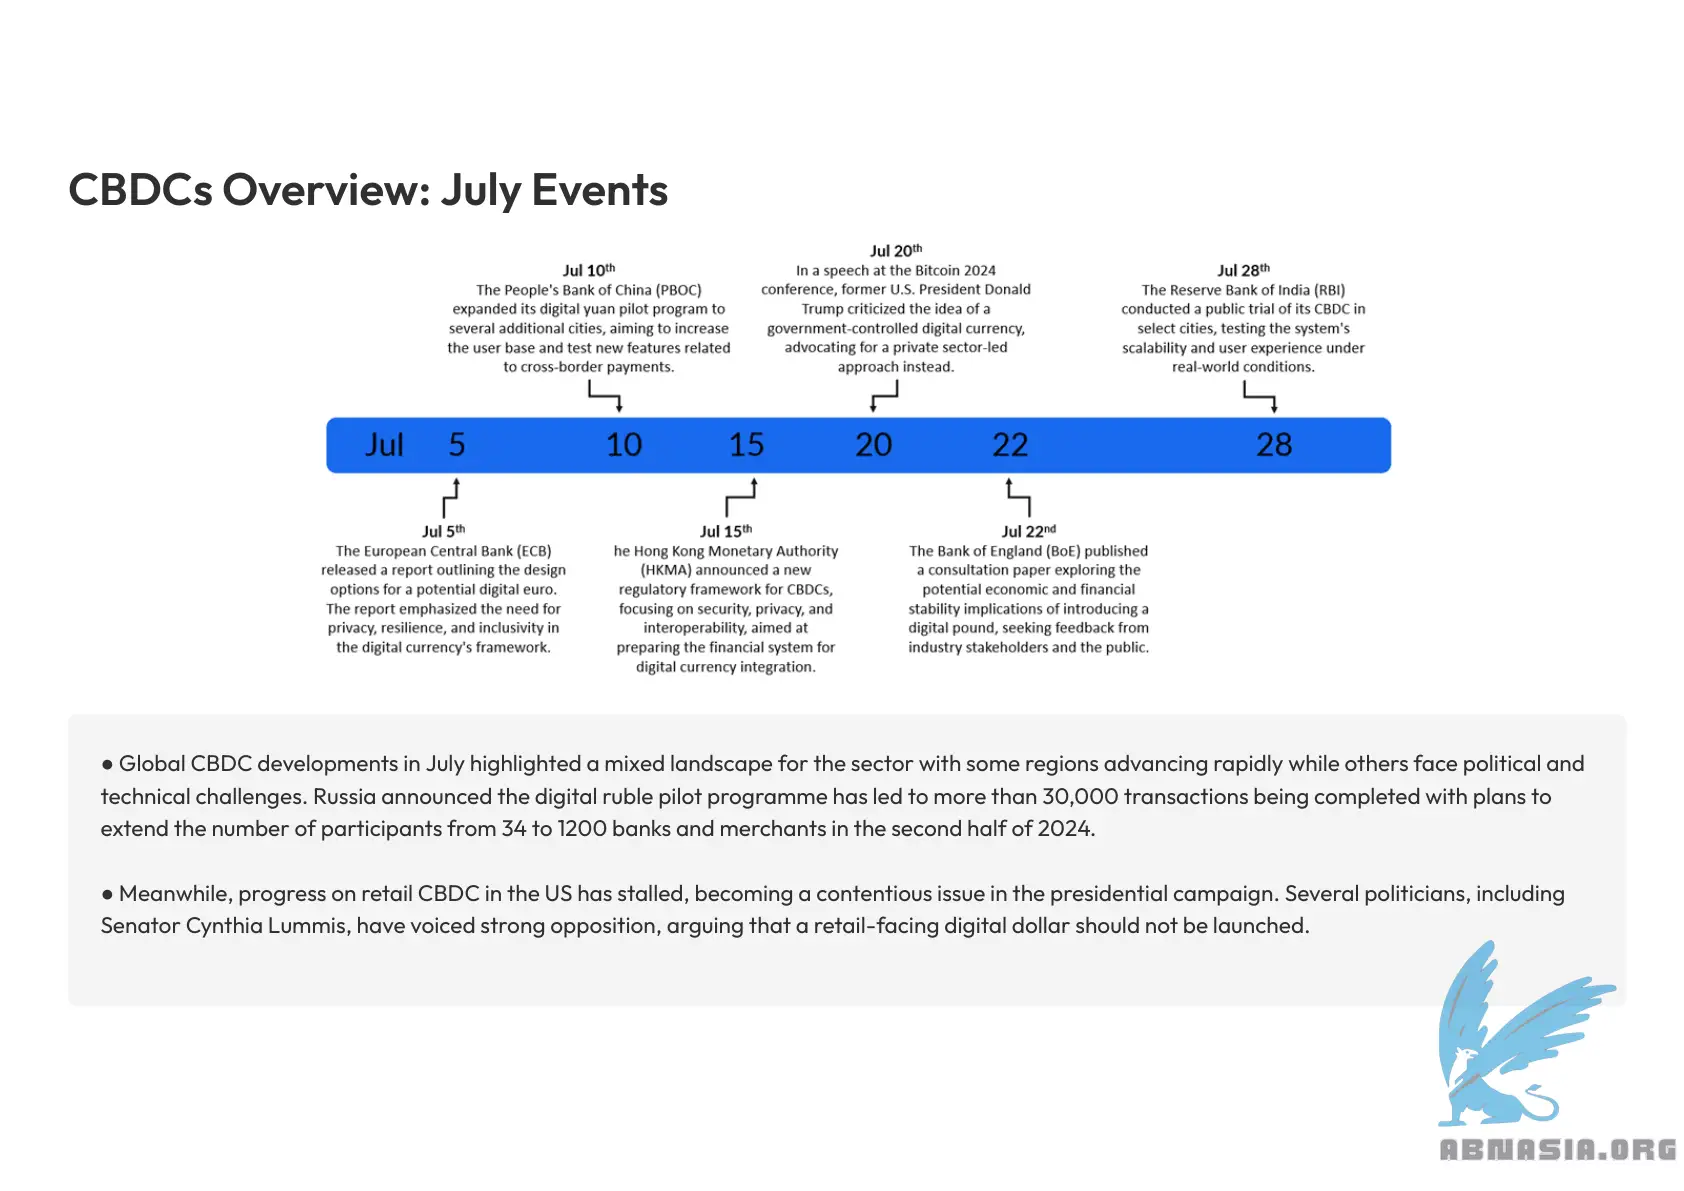 CBDCs Overview: July Events
Jul 10th
The People's Bank of China (PBOC)
expanded its digital yuan pilot program to
several additional cities, aiming to increase
the user base and test new features related
to cross-border payments.
Jul 20th
In a speech at the Bitcoin 2024
conference, former U.S. President Donald
Trump criticized the idea of a
government-controlled digital currency,
advocating for a private sector-led
approach instead.
Jul 28th
The Reserve Bank of India (RBI)
conducted a public trial of its CBDC in
select cities, testing the system's
scalability and user experience under
real-world conditions.
Jul 5 10 15 20 22 28
Jul 5th
The European Central Bank (ECB)
released a report outlining the design
options for a potential digital euro.
The report emphasized the need for
privacy, resilience, and inclusivity in
the digital currency's framework.
Jul 15th
he Hong Kong Monetary Authority
(HKMA) announced a new
regulatory framework for CBDCs,
focusing on security, privacy, and
interoperability, aimed at
preparing the financial system for
digital currency integration.
Jul 22nd
The Bank of England (BoE) published
a consultation paper exploring the
potential economic and financial
stability implications of introducing a
digital pound, seeking feedback from
industry stakeholders and the public.
● Global CBDC developments in July highlighted a mixed landscape for the sector with some regions advancing rapidly while others face political and
technical challenges. Russia announced the digital ruble pilot programme has led to more than 30,000 transactions being completed with plans to
extend the number of participants from 34 to 1200 banks and merchants in the second half of 2024.
● Meanwhile, progress on retail CBDC in the US has stalled, becoming a contentious issue in the presidential campaign. Several politicians, including
Senator Cynthia Lummis, have voiced strong opposition, arguing that a retail-facing digital dollar should not be launched.
ABNASIA.ORG